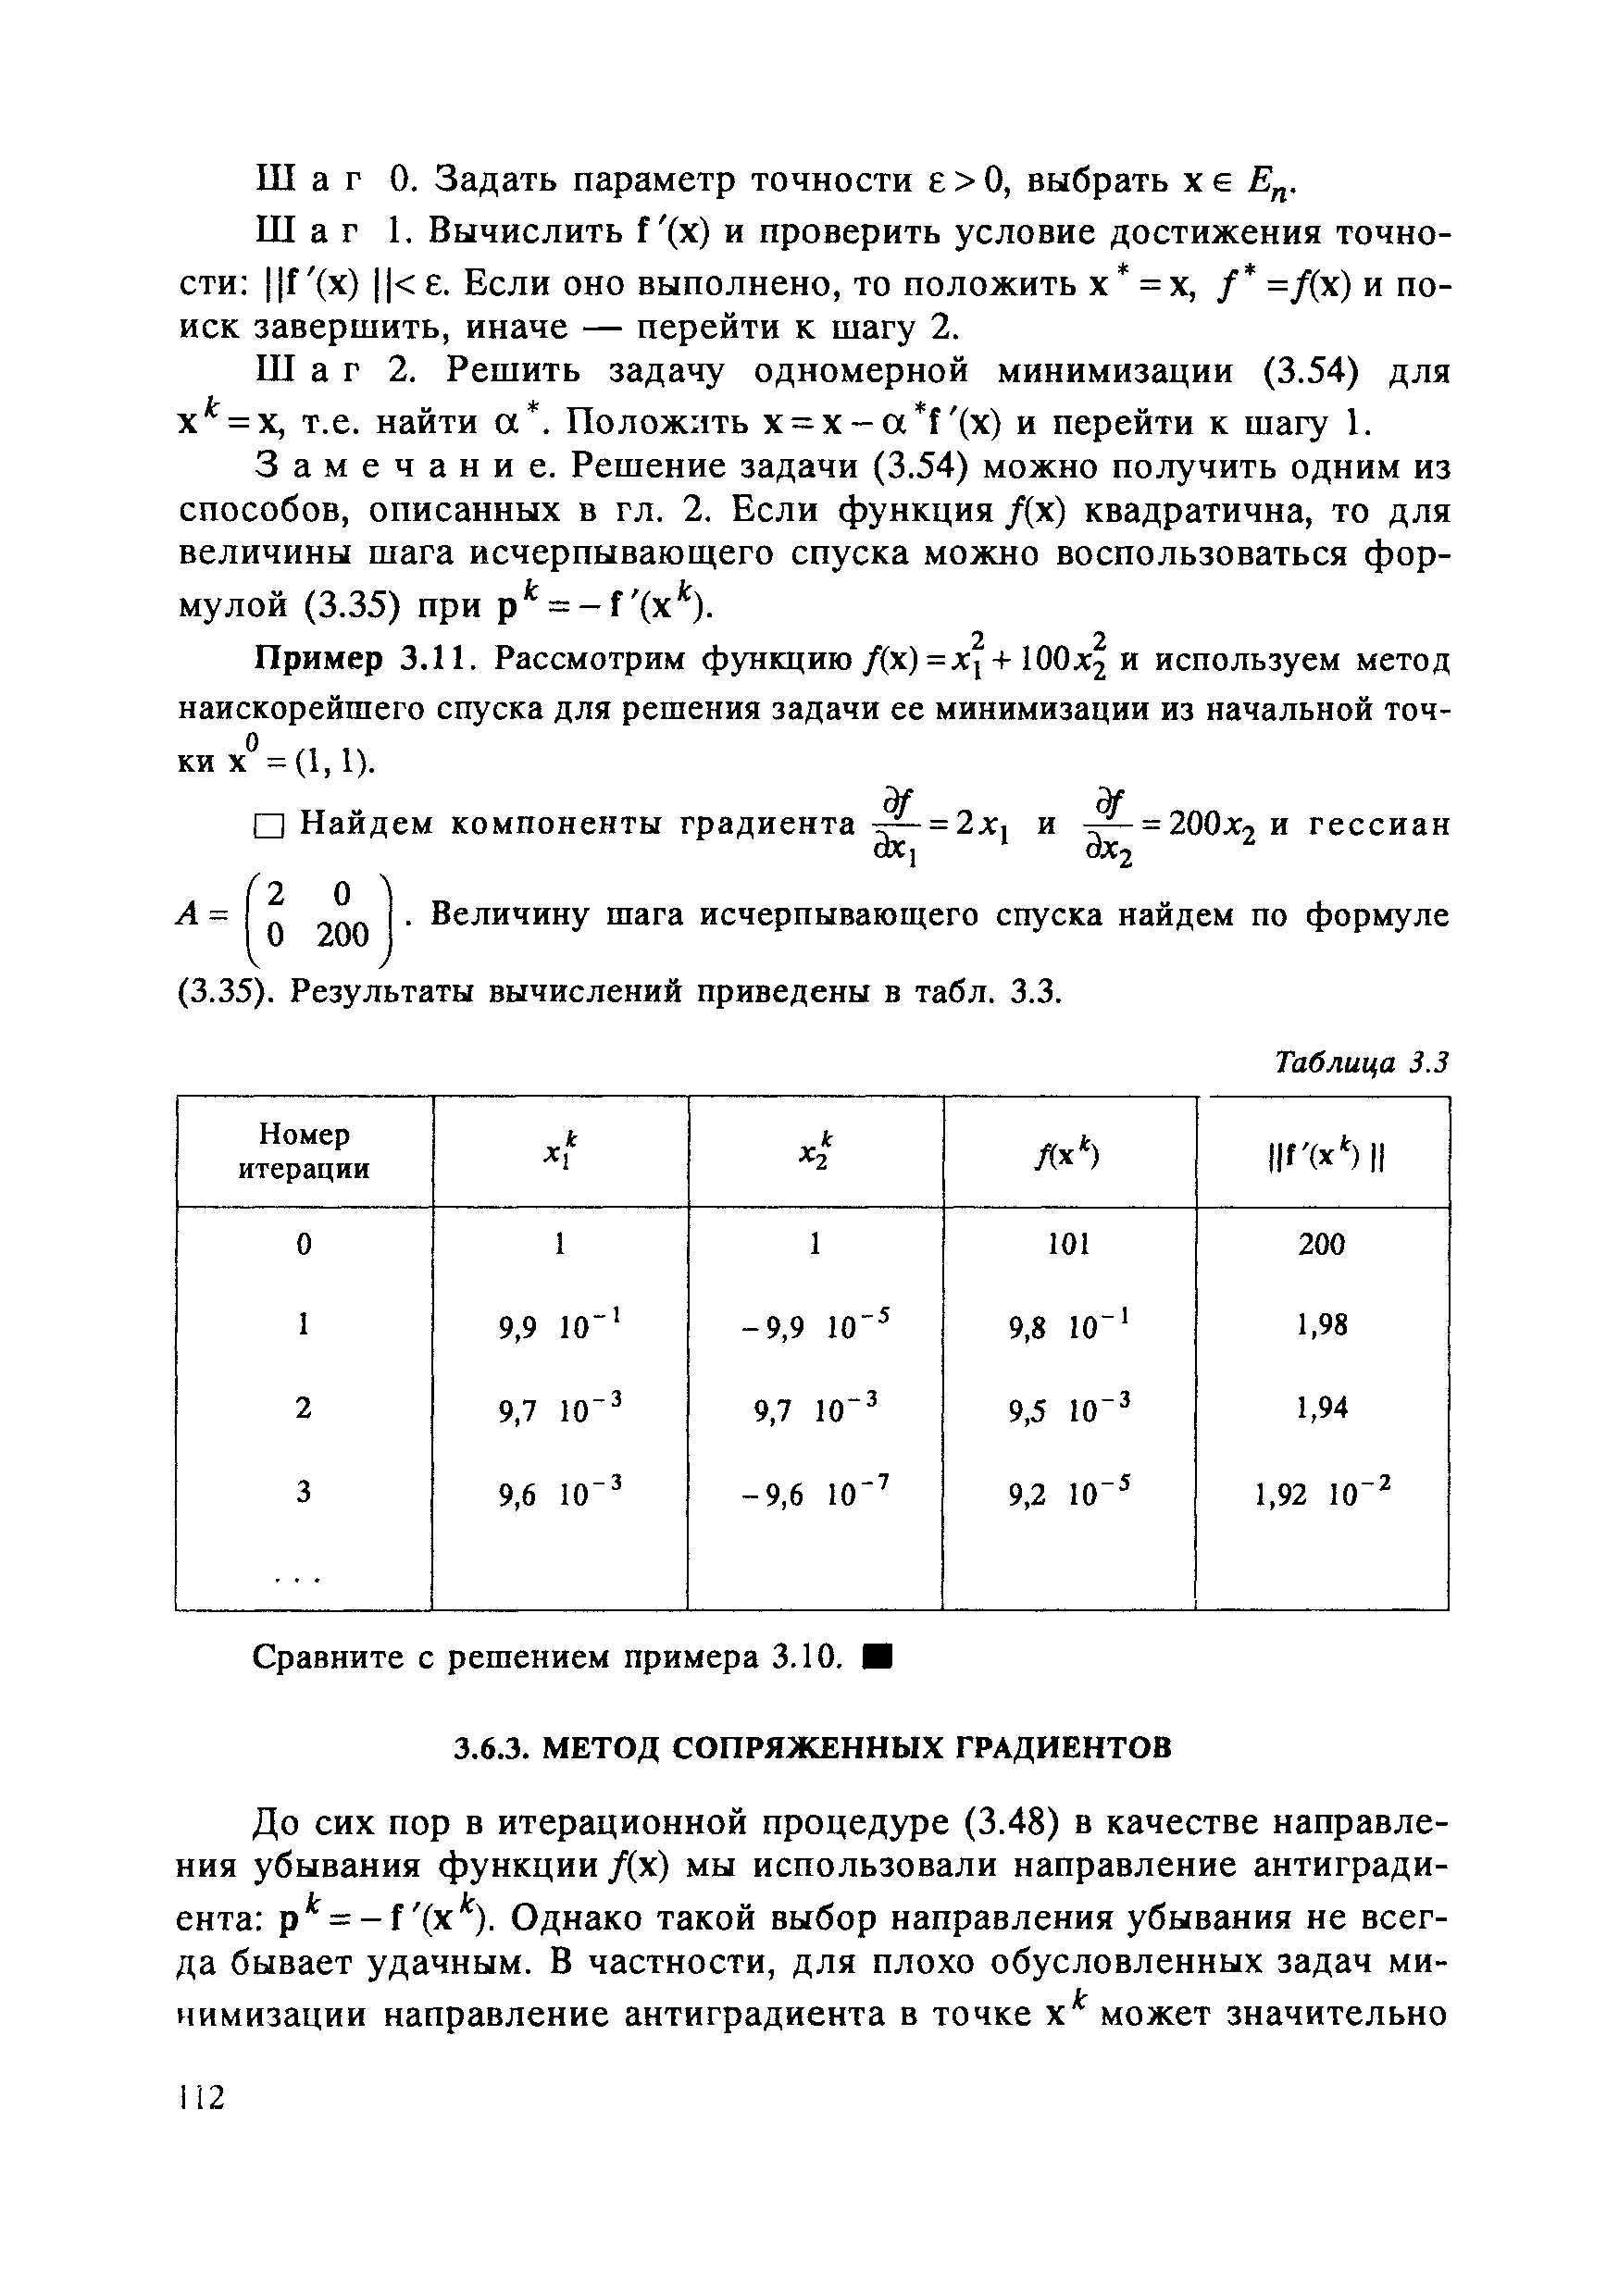 Ш а г 0. Задать параметр точности ε > 0, выбрать x ∈ Eₙ.
Ш а г 1. Вычислить f ′(x) и проверить условие достижения точно-
сти: ||f ′(x) ||< ε. Если оно выполнено, то положить x* = x, f* =f(x) и по-
иск завершить, иначе — перейти к шагу 2.
Ш а г 2. Решить задачу одномерной минимизации (3.54) для
xᵏ = x, т.е. найти α*. Положить x = x − α*f ′(x) и перейти к шагу 1.
З а м е ч а н и е. Решение задачи (3.54) можно получить одним из
способов, описанных в гл. 2. Если функция f(x) квадратична, то для
величины шага исчерпывающего спуска можно воспользоваться фор-
мулой (3.35) при pᵏ = − f ′(xᵏ).
Пример 3.11. Рассмотрим функцию f(x) = x₁² + 100x₂² и используем метод
наискорейшего спуска для решения задачи ее минимизации из начальной точ-
ки x⁰ = (1, 1).
□ Найдем компоненты градиента ∂f/∂x₁ = 2x₁ и ∂f/∂x₂ = 200x₂ и гессиан
A = (2 0
0 200). Величину шага исчерпывающего спуска найдем по формуле
(3.35). Результаты вычислений приведены в табл. 3.3.
Таблица 3.3
Номер итерации x₁ᵏ x₂ᵏ f(xᵏ) ||f ′(xᵏ) ||
0 1 1 101 200
1 9,9 10⁻¹ −9,9 10⁻⁵ 9,8 10⁻¹ 1,98
2 9,7 10⁻³ 9,7 10⁻³ 9,5 10⁻³ 1,94
3 9,6 10⁻³ −9,6 10⁻⁷ 9,2 10⁻⁵ 1,92 10⁻²
. . .
Сравните с решением примера 3.10. ■
3.6.3. МЕТОД СОПРЯЖЕННЫХ ГРАДИЕНТОВ
До сих пор в итерационной процедуре (3.48) в качестве направле-
ния убывания функции f(x) мы использовали направление антигради-
ента: pᵏ = − f ′(xᵏ). Однако такой выбор направления убывания не всег-
да бывает удачным. В частности, для плохо обусловленных задач ми-
нимизации направление антиградиента в точке xᵏ может значительно
112